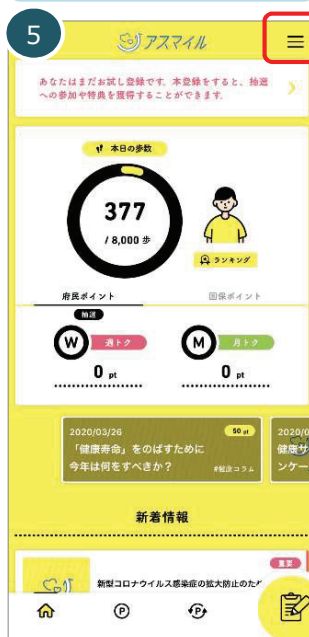 5
アスマイル
あなたはまだお試し登録です。本登録をすると、抽選
への参加や特典を獲得することができます。
本日の歩数
377
/ 8,000 歩
ランキング
府民ポイント
国保ポイント
抽選
W 週トク
M 月トク
0 pt
0 pt
2020/03/26
50 pt
「健康寿命」をのばすために
今年は何をすべきか?
#健康コラム
2020/0
健康サ
ンケー
新着情報
重要
新型コロナウイルス感染症の拡大防止のため
P
P